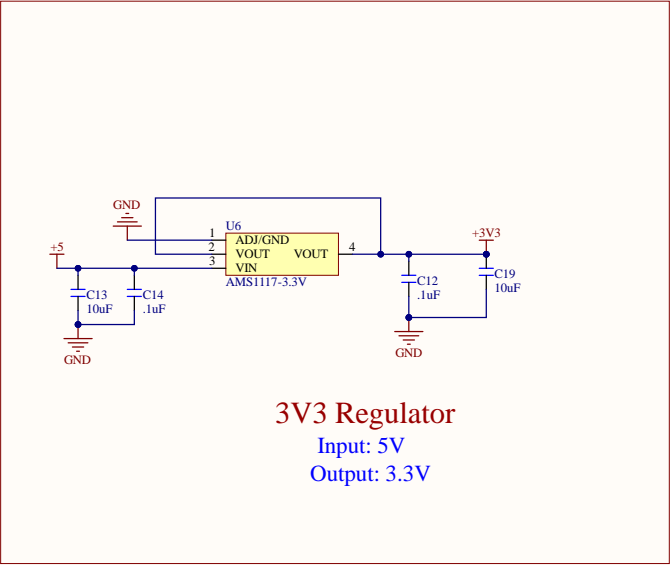 GND
U6
+5
+3V3
1 ADJ/GND
2 VOUT VOUT 4
3 VIN
AMS1117-3.3V
C13
10uF
C14
.1uF
C12
.1uF
C19
10uF
GND
GND
3V3 Regulator
Input: 5V
Output: 3.3V